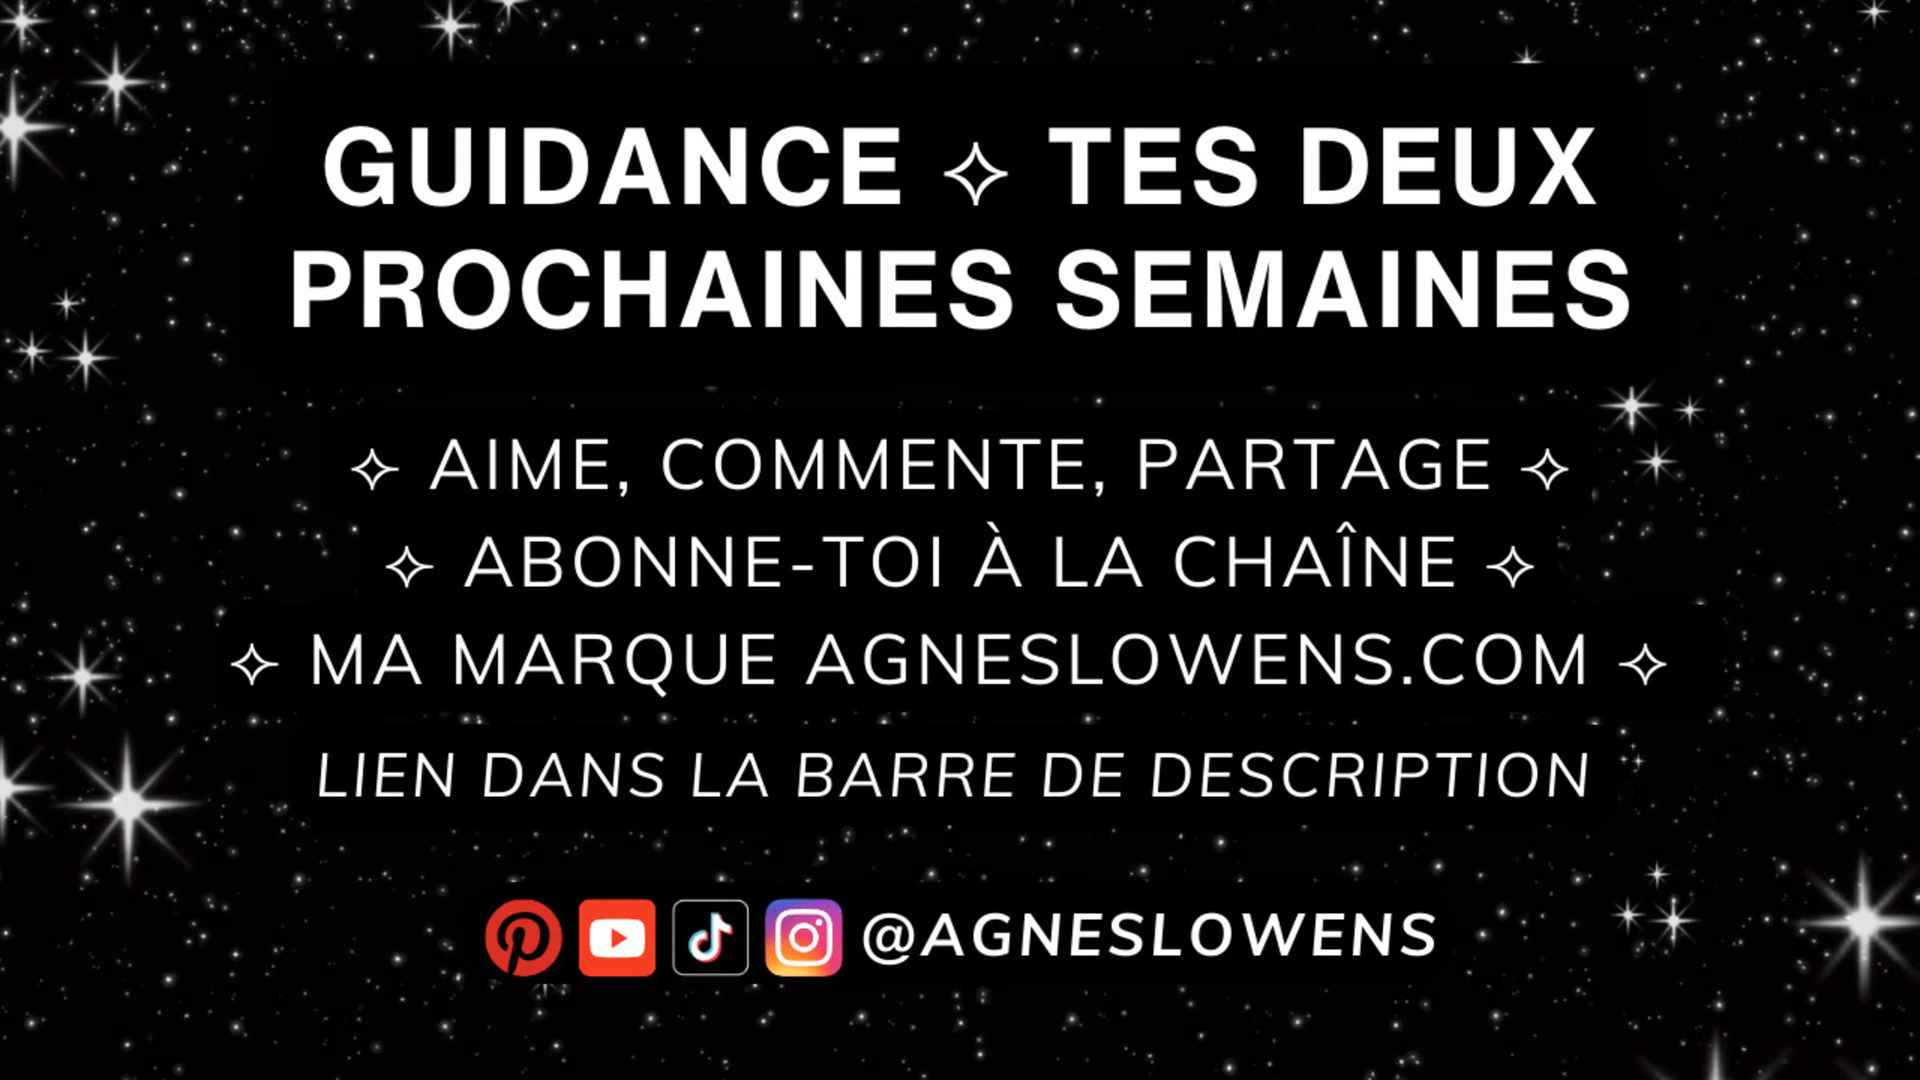 GUIDANCE ✧ TES DEUX
PROCHAINES SEMAINES
✧ AIME, COMMENTE, PARTAGE ✧
✧ ABONNE-TOI À LA CHAÎNE ✧
✧ MA MARQUE AGNESLOWENS.COM ✧
LIEN DANS LA BARRE DE DESCRIPTION
@AGNESLOWENS